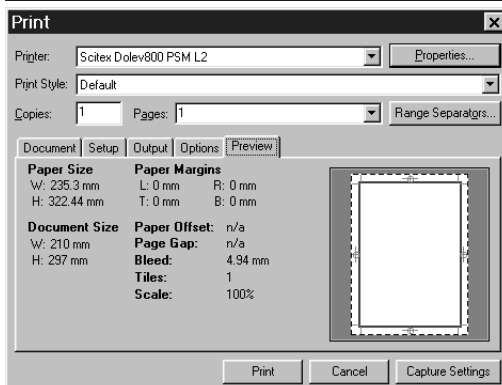 Print
Printer: Scitex Dolev800 PSM L2 Properties...
Print Style: Default
Copies: 1 Pages: 1 Range Separators...
Document Setup Output Options Preview
Paper Size Paper Margins
W: 235.3 mm L: 0 mm R: 0 mm
H: 322.44 mm T: 0 mm B: 0 mm
Document Size Paper Offset: n/a
W: 210 mm Page Gap: n/a
H: 297 mm Bleed: 4.94 mm
Tiles: 1
Scale: 100%
Print Cancel Capture Settings